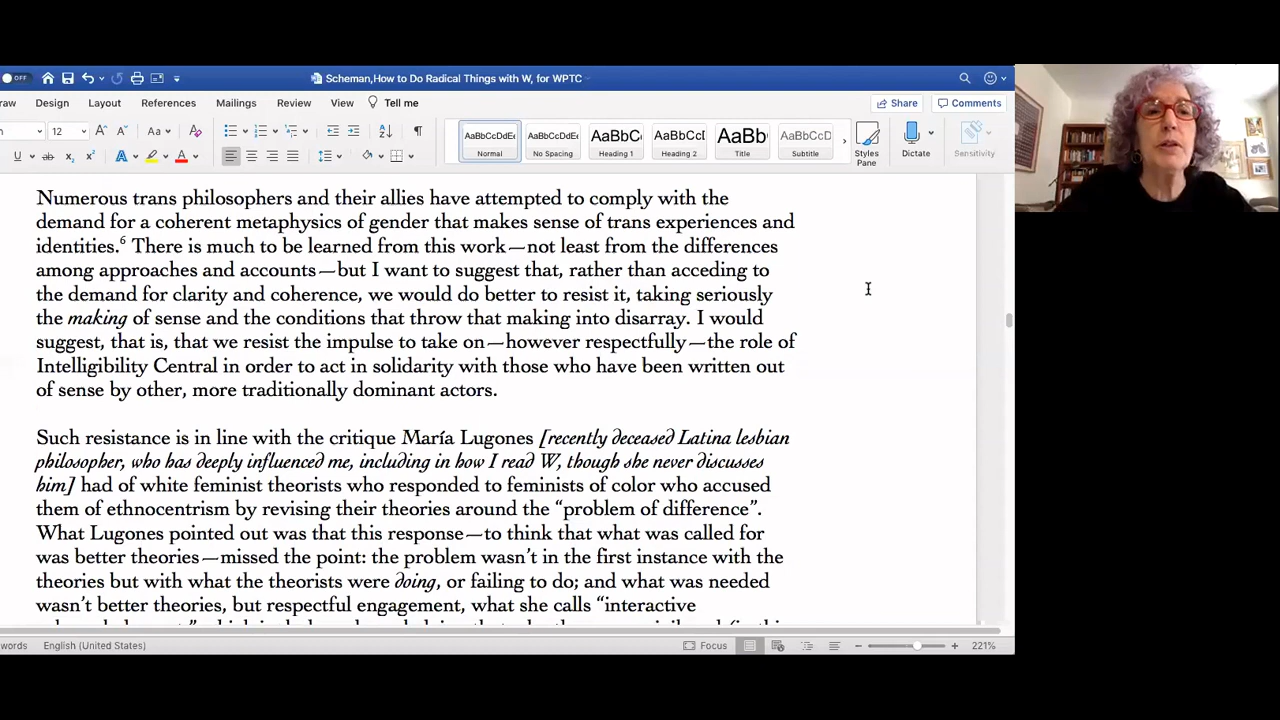 OFF
Scheman,How to Do Radical Things with W, for WPTC
raw Design Layout References Mailings Review View Tell me Share Comments
12 Aa
AaBbCcDdEe AaBbCcDdEe AaBbC AaBbCcD AaBb AaBbCcD
Normal No Spacing Heading 1 Heading 2 Title Subtitle Styles Pane Dictate Sensitivity
Numerous trans philosophers and their allies have attempted to comply with the
demand for a coherent metaphysics of gender that makes sense of trans experiences and
identities.6 There is much to be learned from this work—not least from the differences
among approaches and accounts—but I want to suggest that, rather than acceding to
the demand for clarity and coherence, we would do better to resist it, taking seriously
the making of sense and the conditions that throw that making into disarray. I would
suggest, that is, that we resist the impulse to take on—however respectfully—the role of
Intelligibility Central in order to act in solidarity with those who have been written out
of sense by other, more traditionally dominant actors.
Such resistance is in line with the critique María Lugones [recently deceased Latina lesbian
philosopher, who has deeply influenced me, including in how I read W, though she never discusses
him] had of white feminist theorists who responded to feminists of color who accused
them of ethnocentrism by revising their theories around the “problem of difference”.
What Lugones pointed out was that this response—to think that what was called for
was better theories—missed the point: the problem wasn’t in the first instance with the
theories but with what the theorists were doing, or failing to do; and what was needed
wasn’t better theories, but respectful engagement, what she calls “interactive
words English (United States) Focus 221%